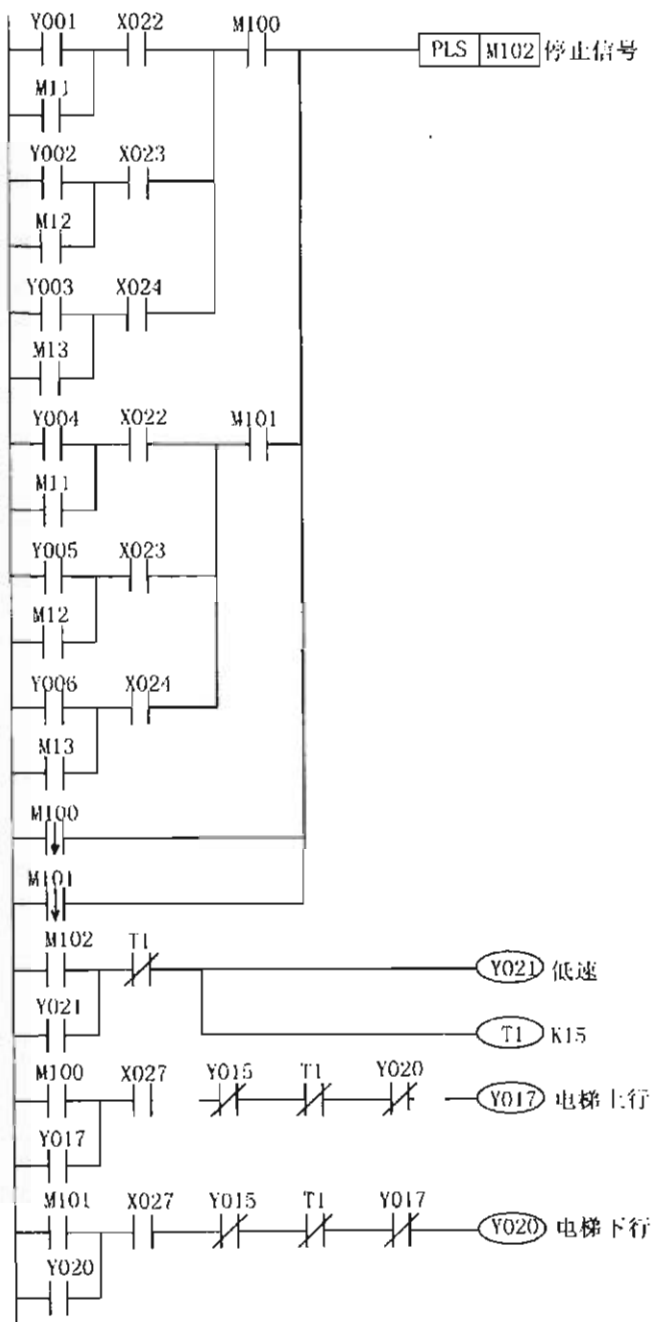 Y001 X022 M100
PLS M102 停止信号
M11
Y002 X023
M12
Y003 X024
M13
Y004 X022 M101
M11
Y005 X023
M12
Y006 X024
M13
M100
M101
M102 T1
Y021 低速
Y021
T1 K15
M100 X027 Y015 T1 Y020
Y017 电梯上行
Y017
M101 X027 Y015 T1 Y017
Y020 电梯下行
Y020